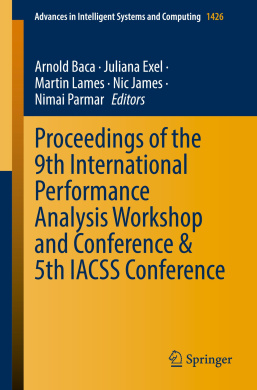 Advances in Intelligent Systems and Computing 1426
Arnold Baca · Juliana Exel ·
Martin Lames · Nic James ·
Nimai Parmar Editors
Proceedings of the
9th International
Performance
Analysis Workshop
and Conference &
5th IACSS Conference
Springer